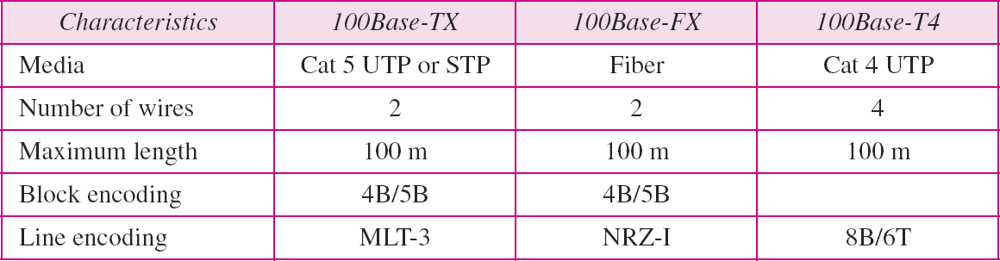 Characteristics 100Base-TX 100Base-FX 100Base-T4
Media Cat 5 UTP or STP Fiber Cat 4 UTP
Number of wires 2 2 4
Maximum length 100 m 100 m 100 m
Block encoding 4B/5B 4B/5B
Line encoding MLT-3 NRZ-I 8B/6T